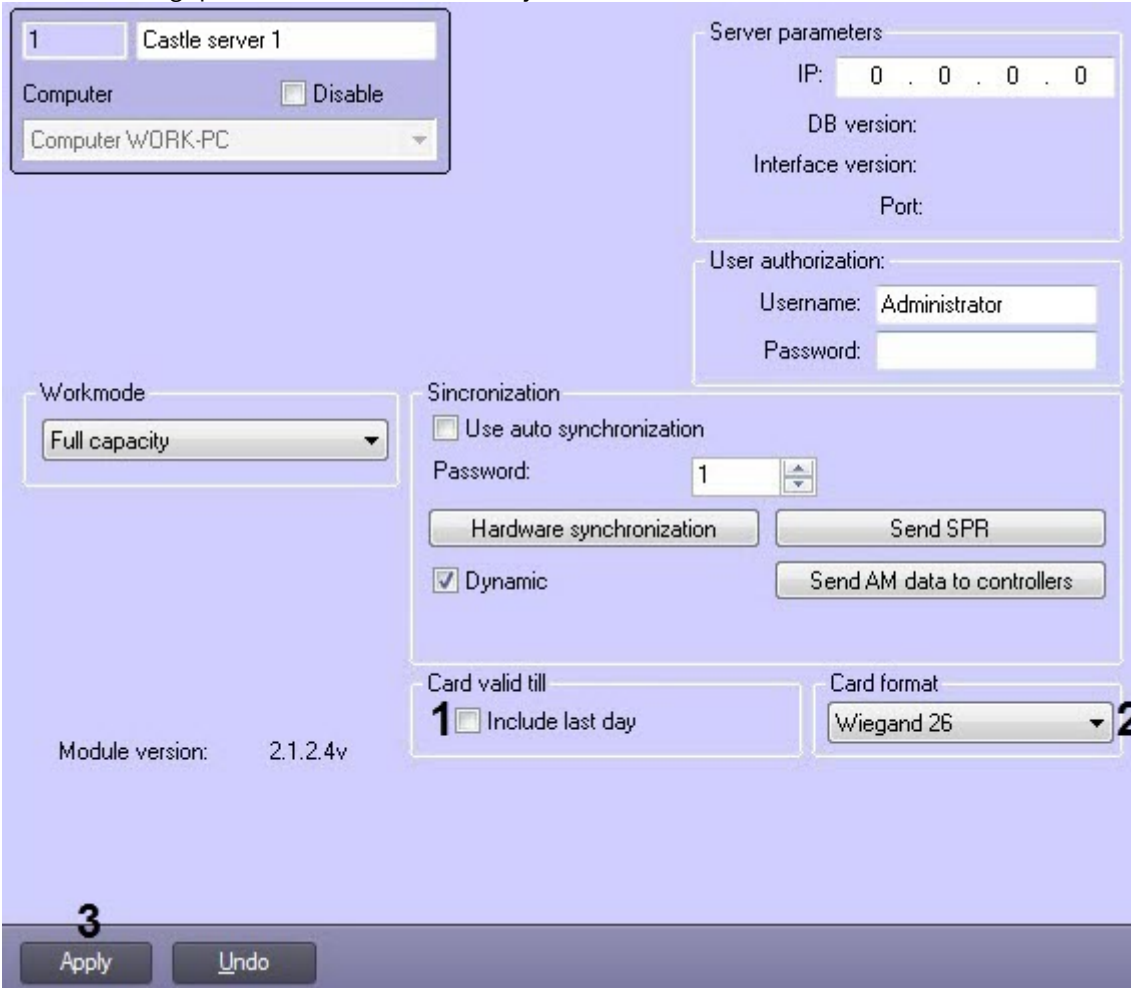 1 Castle server 1
Computer Disable
Computer WORK-PC
Server parameters
IP: 0 . 0 . 0 . 0
DB version:
Interface version:
Port:
User authorization:
Username: Administrator
Password:
Workmode
Full capacity
Sincronization
Use auto synchronization
Password: 1
Hardware synchronization Send SPR
Dynamic Send AM data to controllers
Card valid till
1 Include last day
Card format
Wiegand 26 2
Module version: 2.1.2.4v
3
Apply Undo